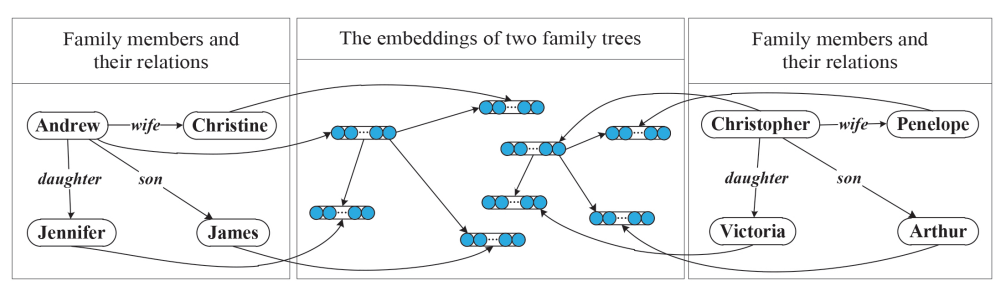 Family members and
their relations
The embeddings of two family trees
Family members and
their relations
Andrew
wife
Christine
daughter
son
Jennifer
James
Christopher
wife
Penelope
daughter
son
Victoria
Arthur